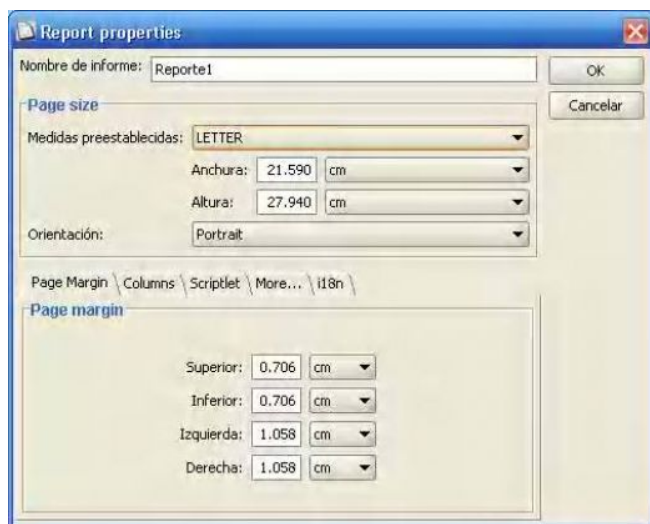 Report properties
Nombre de informe: Reporte1
OK
Cancelar
Page size
Medidas preestablecidas: LETTER
Anchura: 21.590 cm
Altura: 27.940 cm
Orientación: Portrait
Page Margin Columns Scriptlet More... i18n
Page margin
Superior: 0.706 cm
Inferior: 0.706 cm
Izquierda: 1.058 cm
Derecha: 1.058 cm